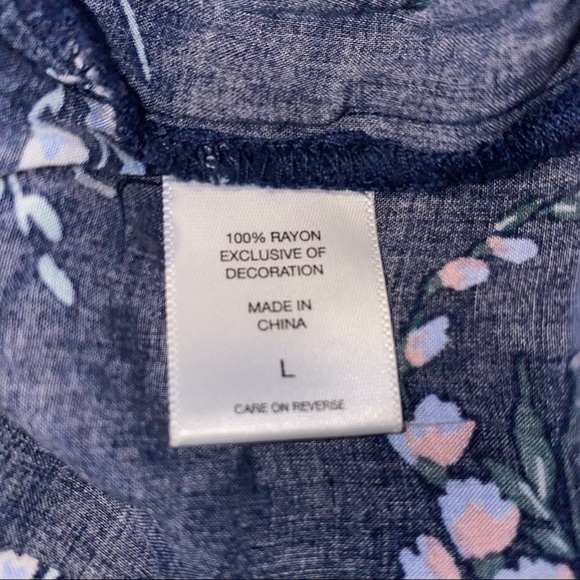 100% RAYON
EXCLUSIVE OF
DECORATION
MADE IN
CHINA
L
CARE ON REVERSE